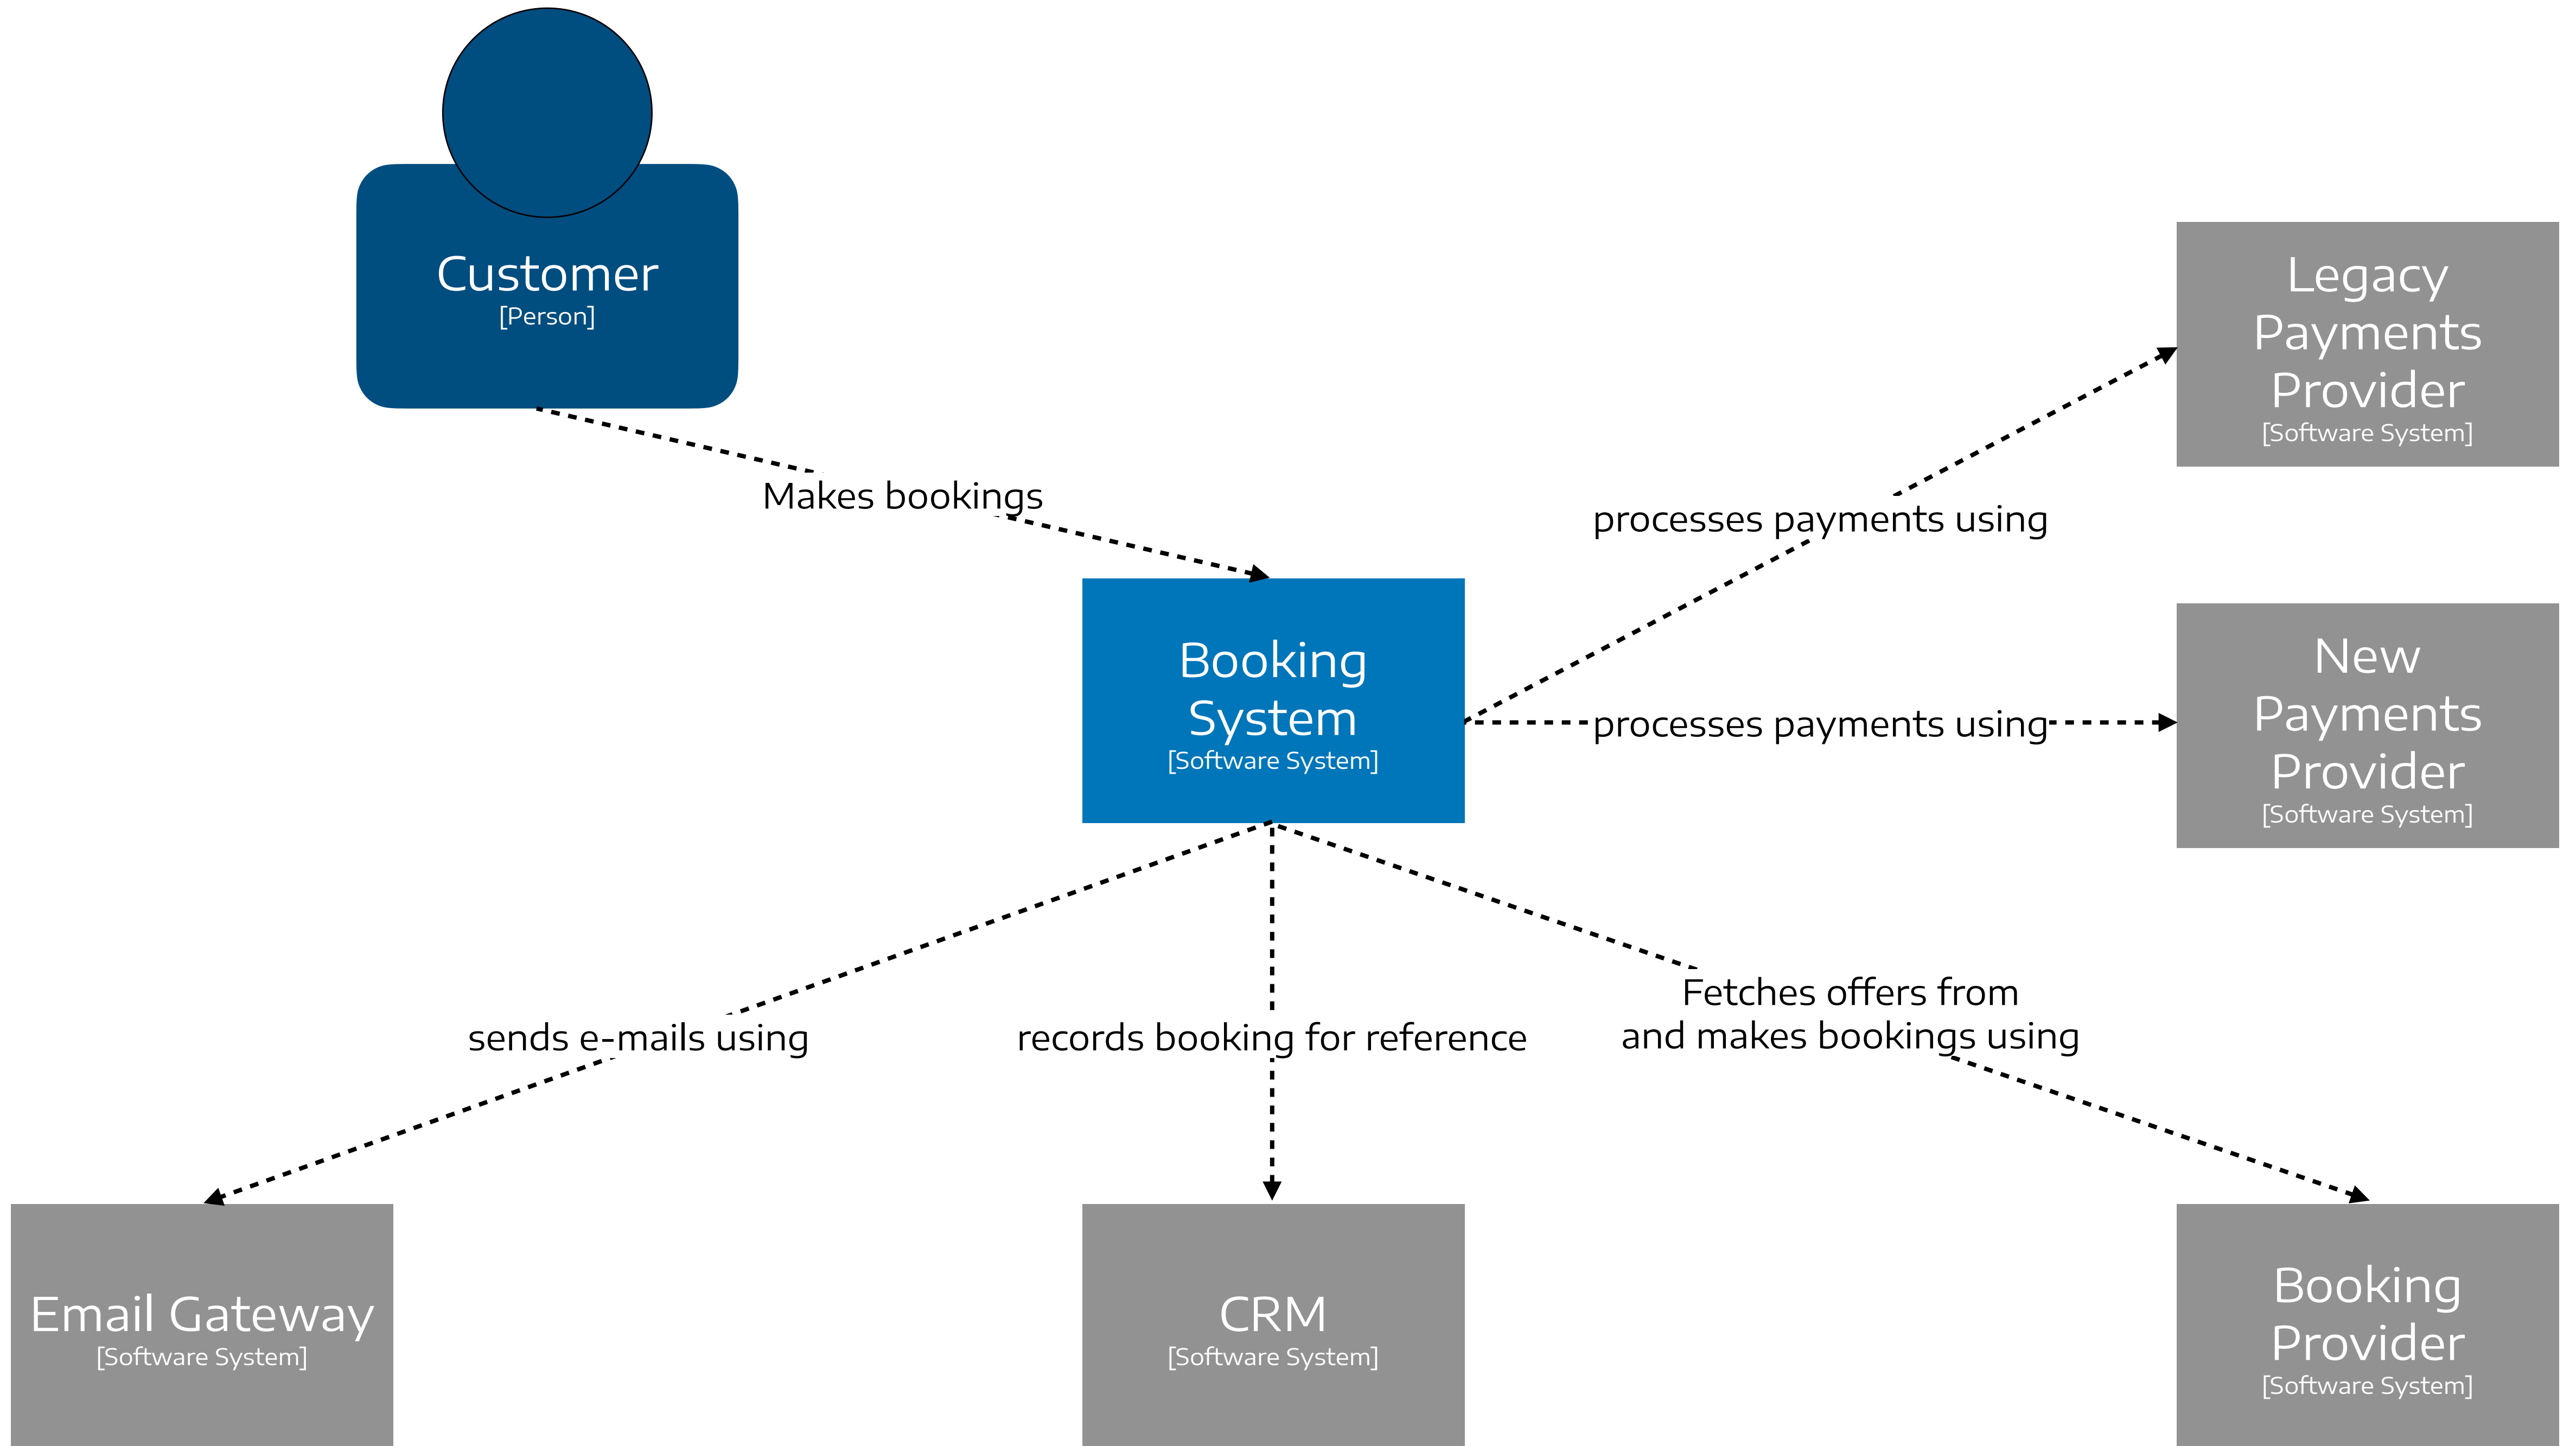 Customer
[Person]
Makes bookings
Legacy
Payments
Provider
[Software System]
processes payments using
Booking
System
[Software System]
processes payments using
New
Payments
Provider
[Software System]
sends e-mails using
records booking for reference
Fetches offers from
and makes bookings using
Email Gateway
[Software System]
CRM
[Software System]
Booking
Provider
[Software System]